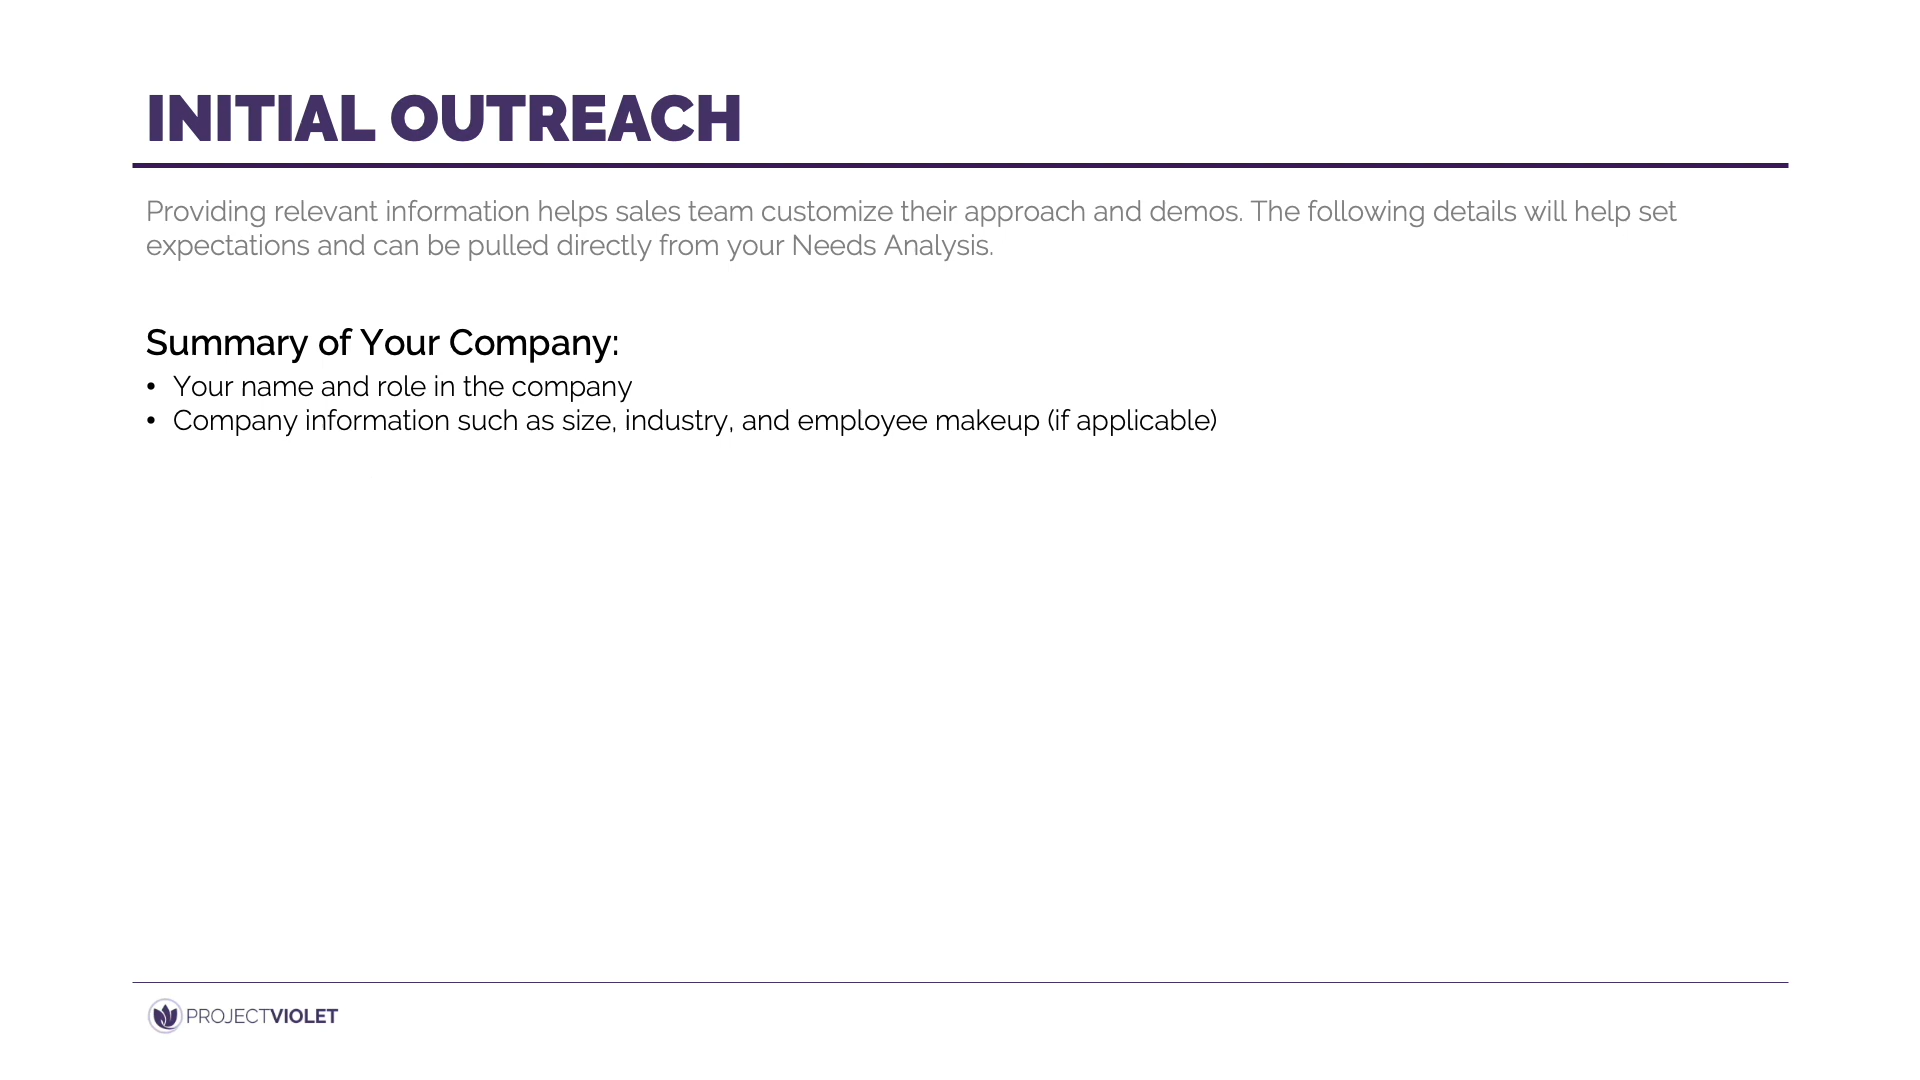 INITIAL OUTREACH
Providing relevant information helps sales team customize their approach and demos. The following details will help set
expectations and can be pulled directly from your Needs Analysis.
Summary of Your Company:
• Your name and role in the company
• Company information such as size, industry, and employee makeup (if applicable)
PROJECTVIOLET